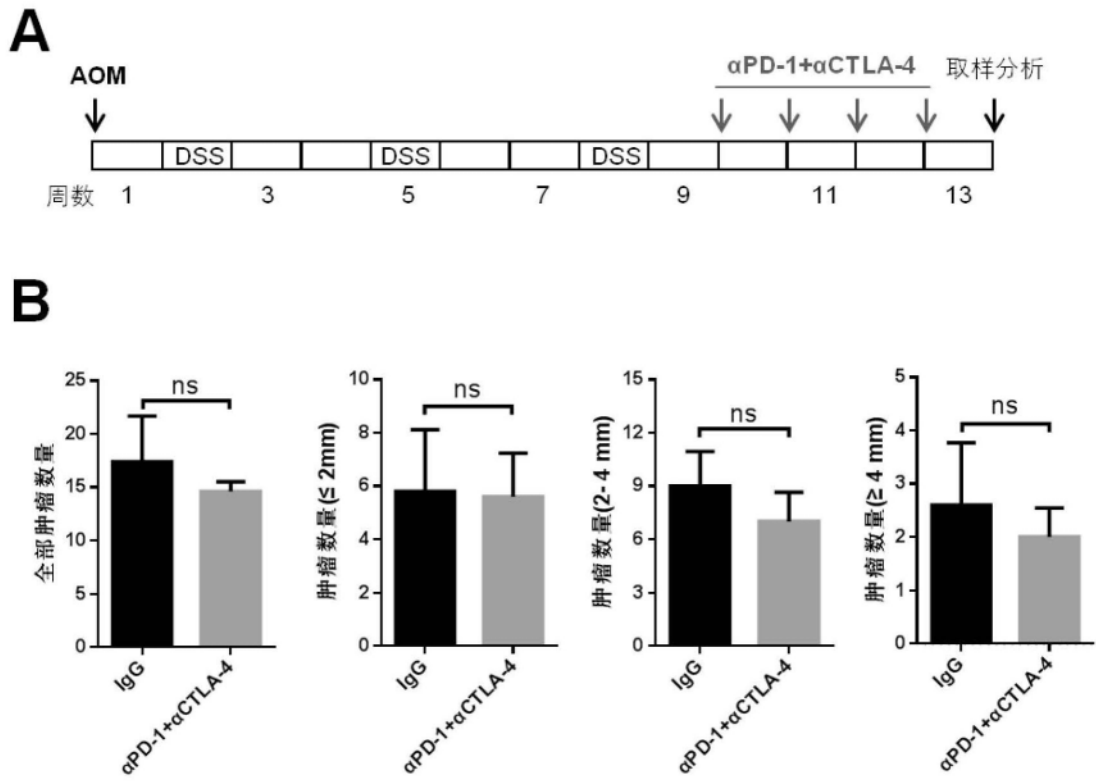 A
AOM
αPD-1+αCTLA-4
取样分析
DSS
DSS
DSS
周数
1
3
5
7
9
11
13
B
全部肿瘤数量
25
20
15
10
5
0
ns
IgG
αPD-1+αCTLA-4
肿瘤数量(≤ 2mm)
10
8
6
4
2
0
ns
IgG
αPD-1+αCTLA-4
肿瘤数量(2- 4 mm)
15
12
9
6
3
0
ns
IgG
αPD-1+αCTLA-4
肿瘤数量(≥ 4 mm)
5
4
3
2
1
0
ns
IgG
αPD-1+αCTLA-4